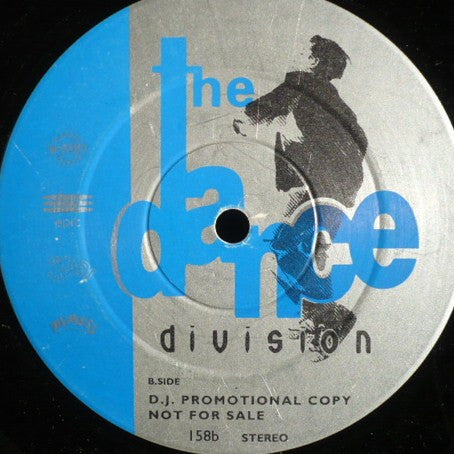 the
dance
division
B.SIDE
D.J. PROMOTIONAL COPY
NOT FOR SALE
158b STEREO